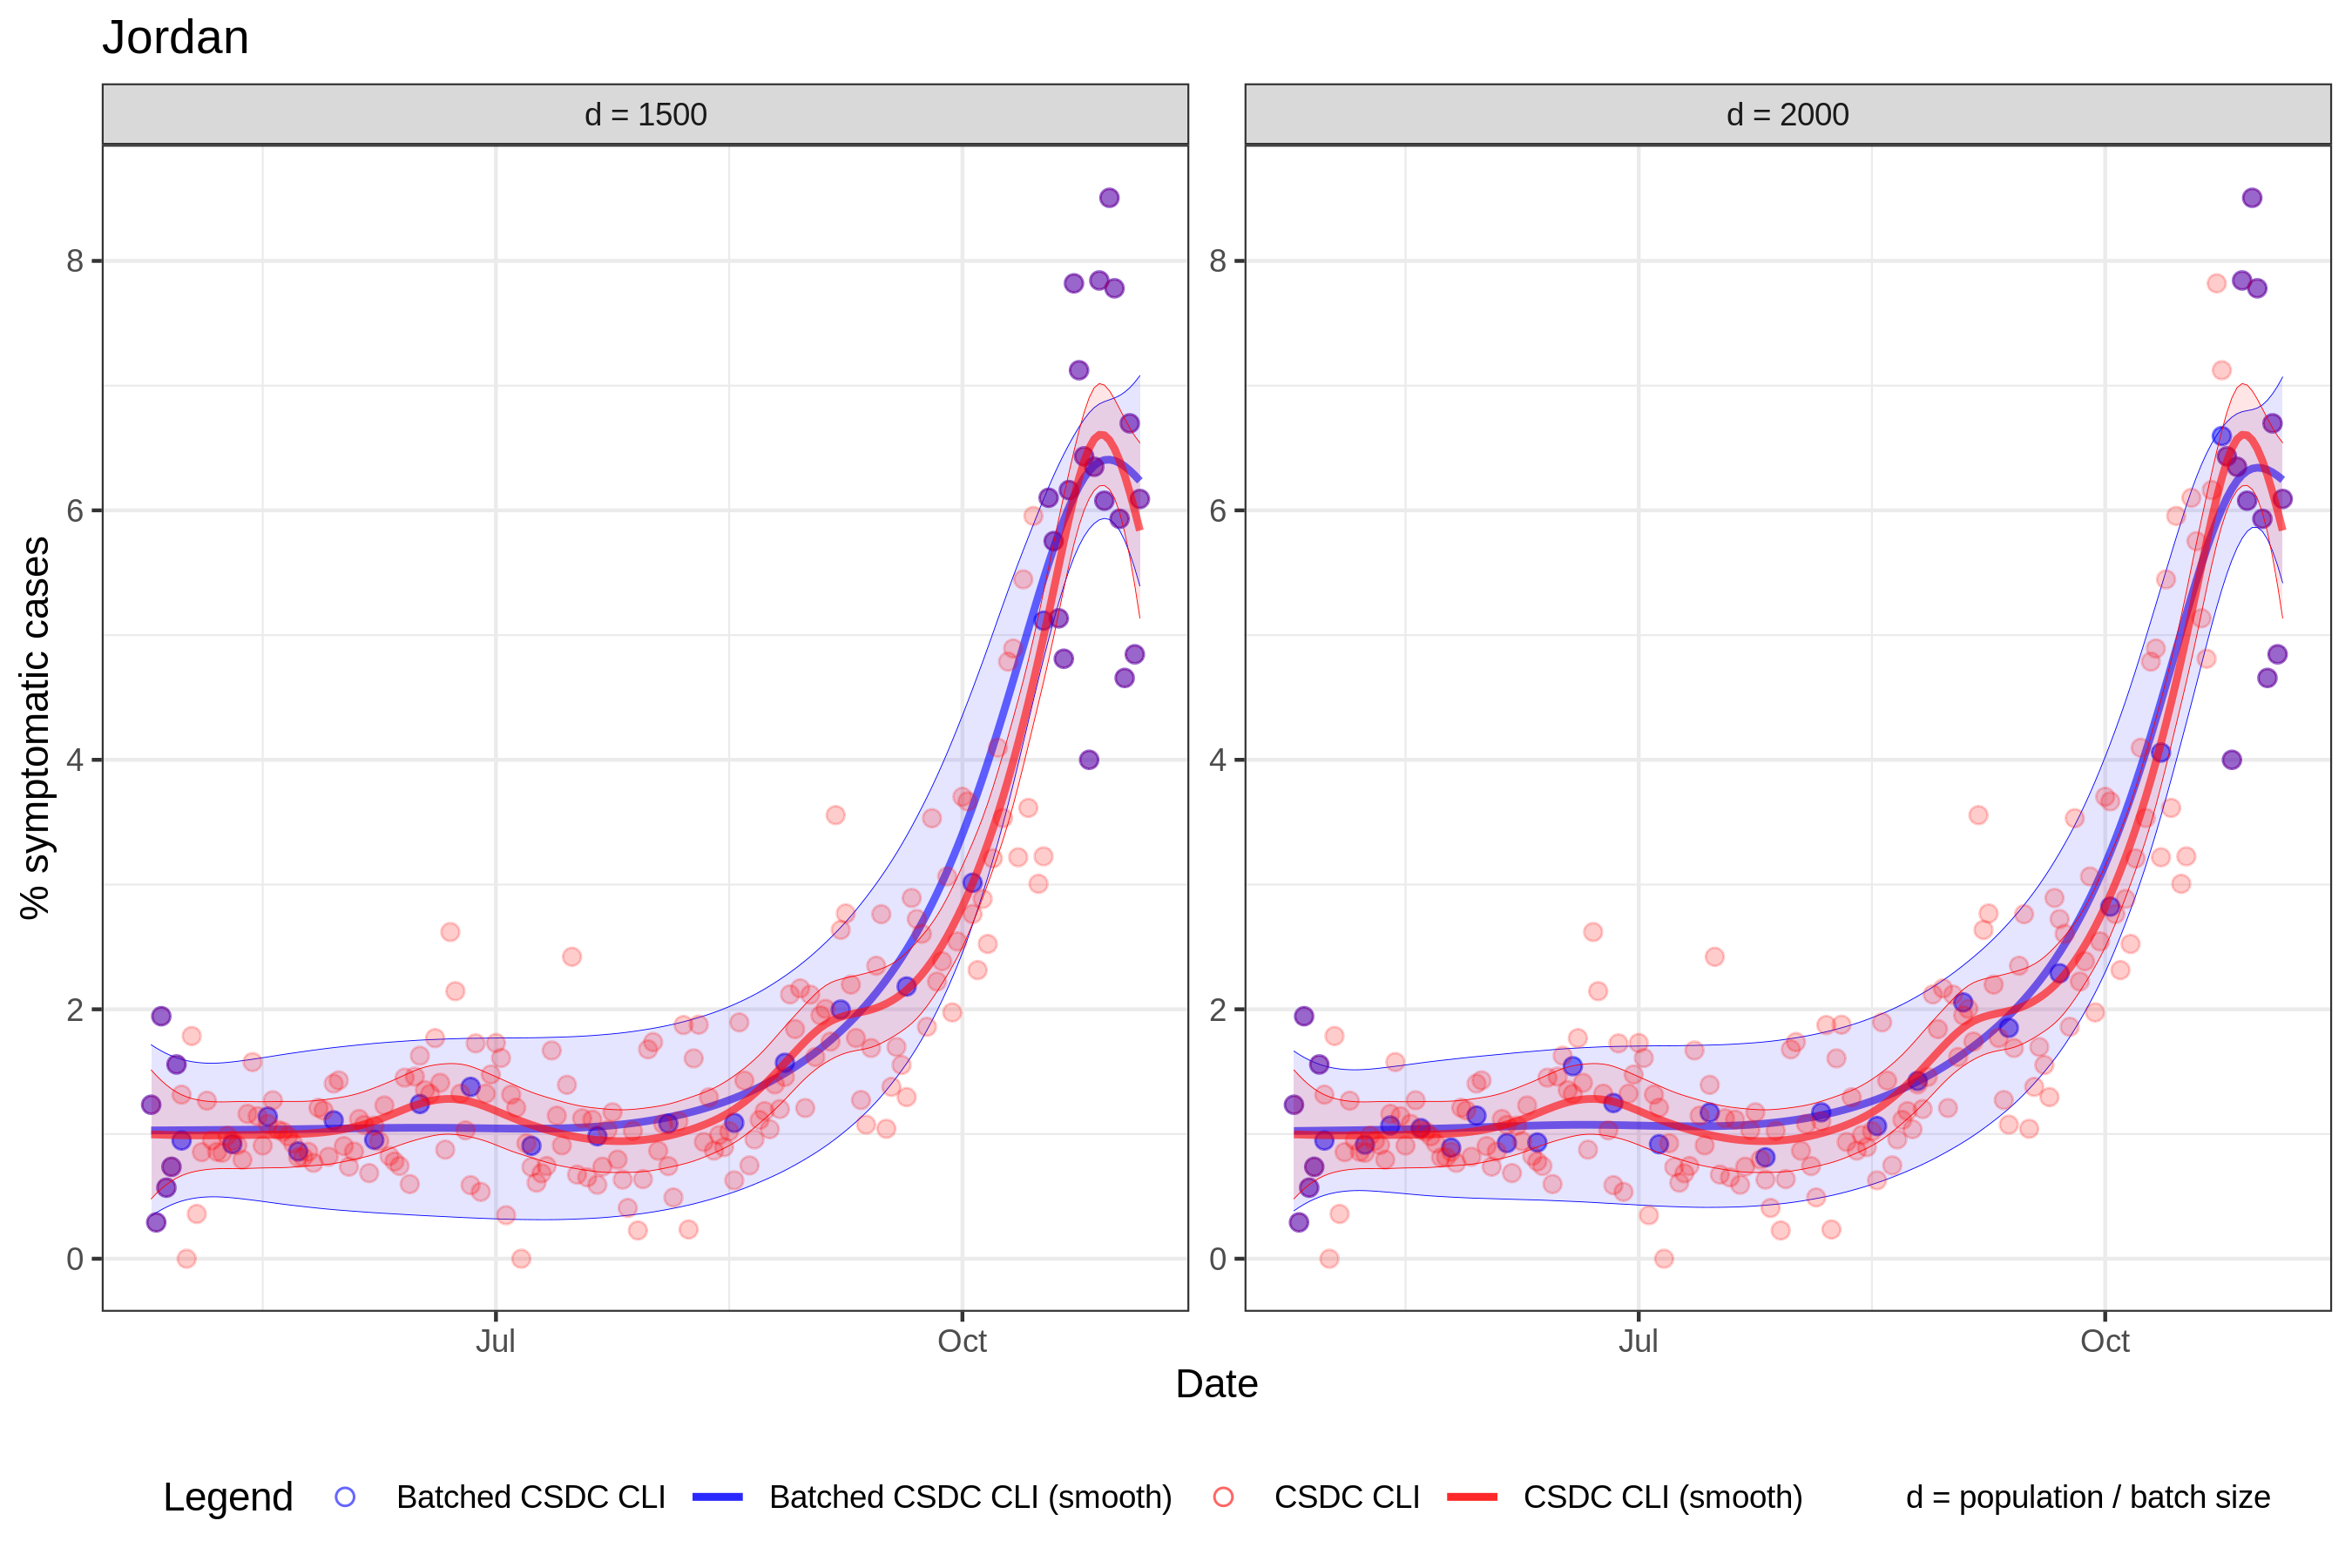 Jordan
d = 1500
d = 2000
% symptomatic cases
8
6
4
2
0
8
6
4
2
0
Jul
Oct
Jul
Oct
Date
Legend
Batched CSDC CLI
Batched CSDC CLI (smooth)
CSDC CLI
CSDC CLI (smooth)
d = population / batch size